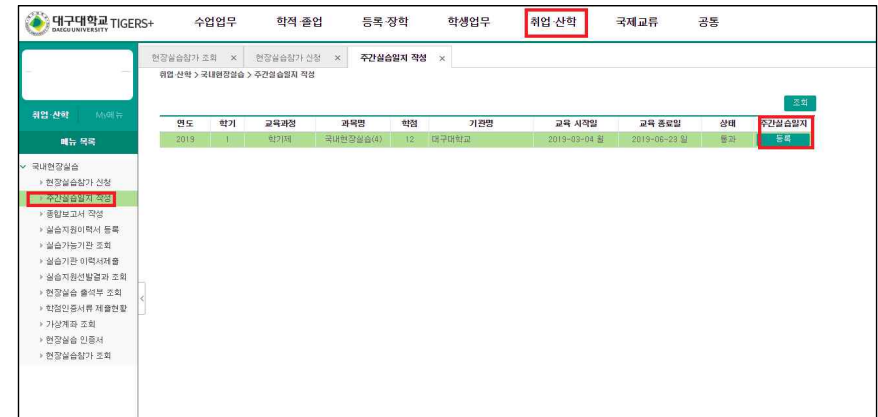 대구대학교 TIGERS+
DAEGU UNIVERSITY
수업업무 학적·졸업 등록·장학 학생업무 취업·산학 국제교류 공통
현장실습참가 조회 × 현장실습참가 신청 × 주간실습일지 작성 ×
취업·산학 > 국내현장실습 > 주간실습일지 작성
조회
취업·산학 My메뉴
메뉴 목록
연도 학기 교육과정 과목명 학점 기관명 교육 시작일 교육 종료일 상태 주간실습일지
2019 1 학기제 국내현장실습(4) 12 대구대학교 2019-03-04 월 2019-06-23 일 통과 등록
국내현장실습
현장실습참가 신청
주간실습일지 작성
종합보고서 작성
실습지원이력서 등록
실습가능기관 조회
실습기관 이력서제출
실습지원선발결과 조회
현장실습 출석부 조회
학점인증서류 제출현황
가상계좌 조회
현장실습 인증서
현장실습참가 조회